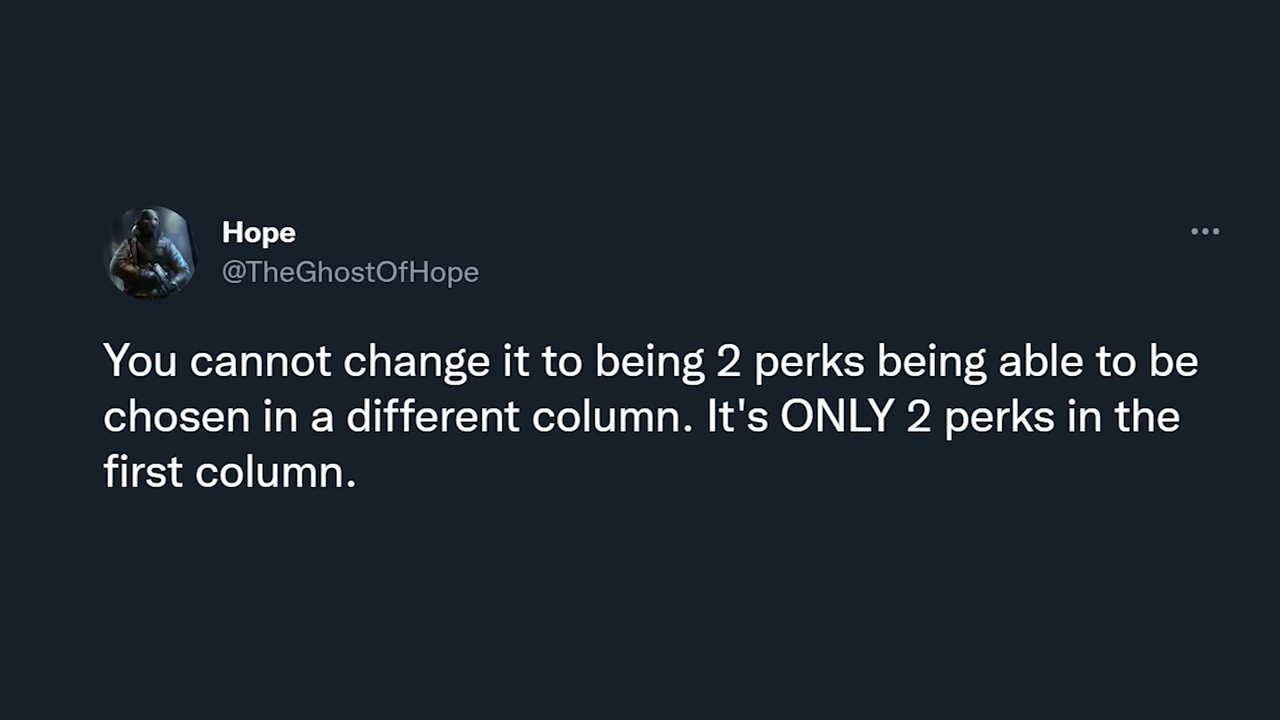 Hope
@TheGhostOfHope
You cannot change it to being 2 perks being able to be
chosen in a different column. It's ONLY 2 perks in the
first column.